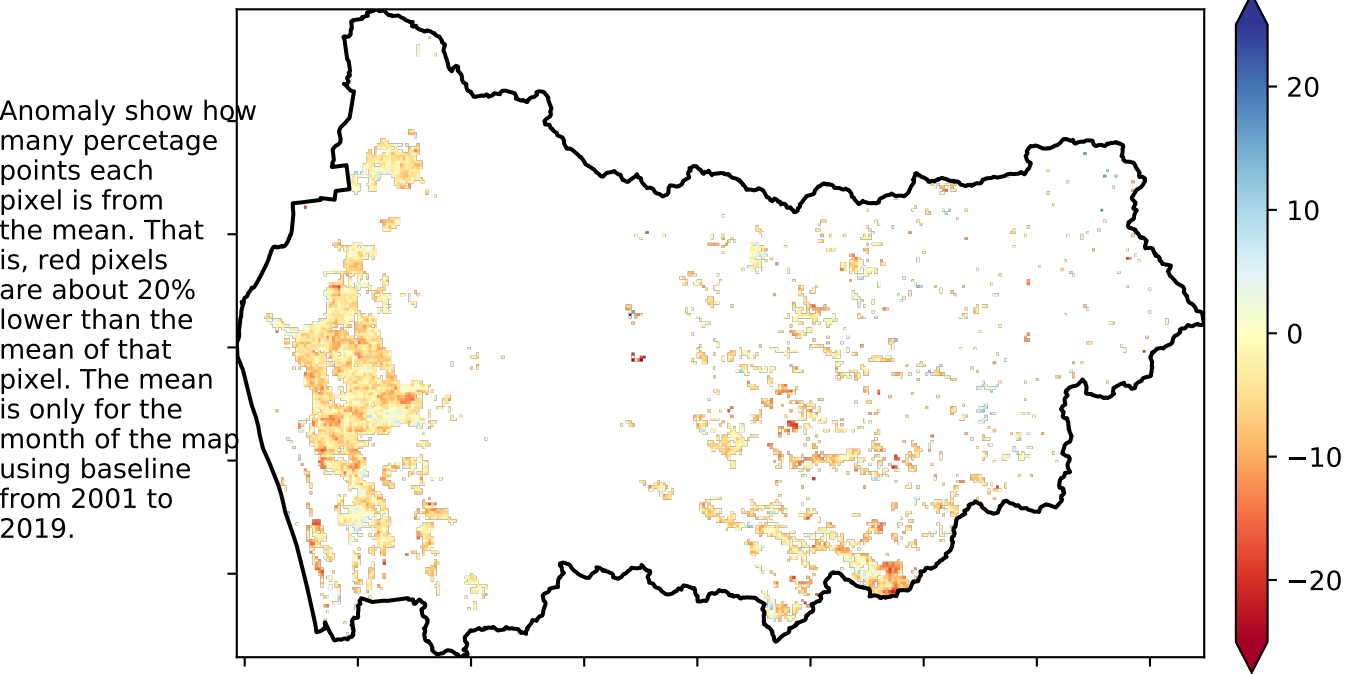 Anomaly show how
many percetage
points each
pixel is from
the mean. That
is, red pixels
are about 20%
lower than the
mean of that
pixel. The mean
is only for the
month of the map
using baseline
from 2001 to
2019.
20
10
0
−10
−20